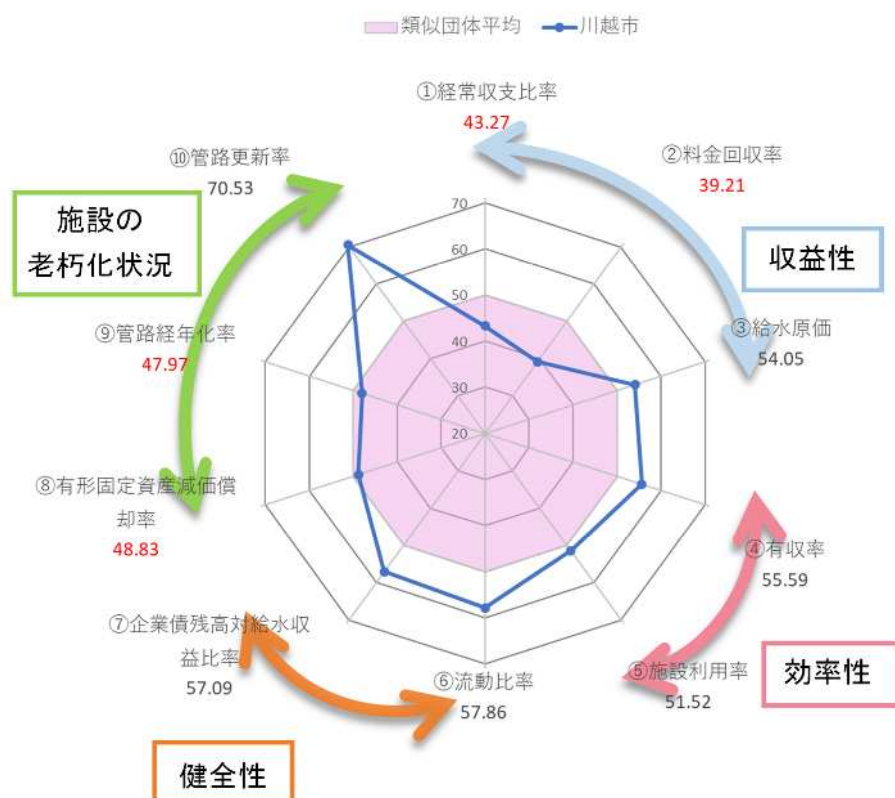 類似団体平均
川越市
①経常収支比率
43.27
②料金回収率
39.21
収益性
③給水原価
54.05
④有収率
55.59
効率性
⑤施設利用率
51.52
⑥流動比率
57.86
健全性
⑦企業債残高対給水収
益比率
57.09
⑧有形固定資産減価償
却率
48.83
⑨管路経年化率
47.97
施設の
老朽化状況
⑩管路更新率
70.53
70
60
50
40
30
20